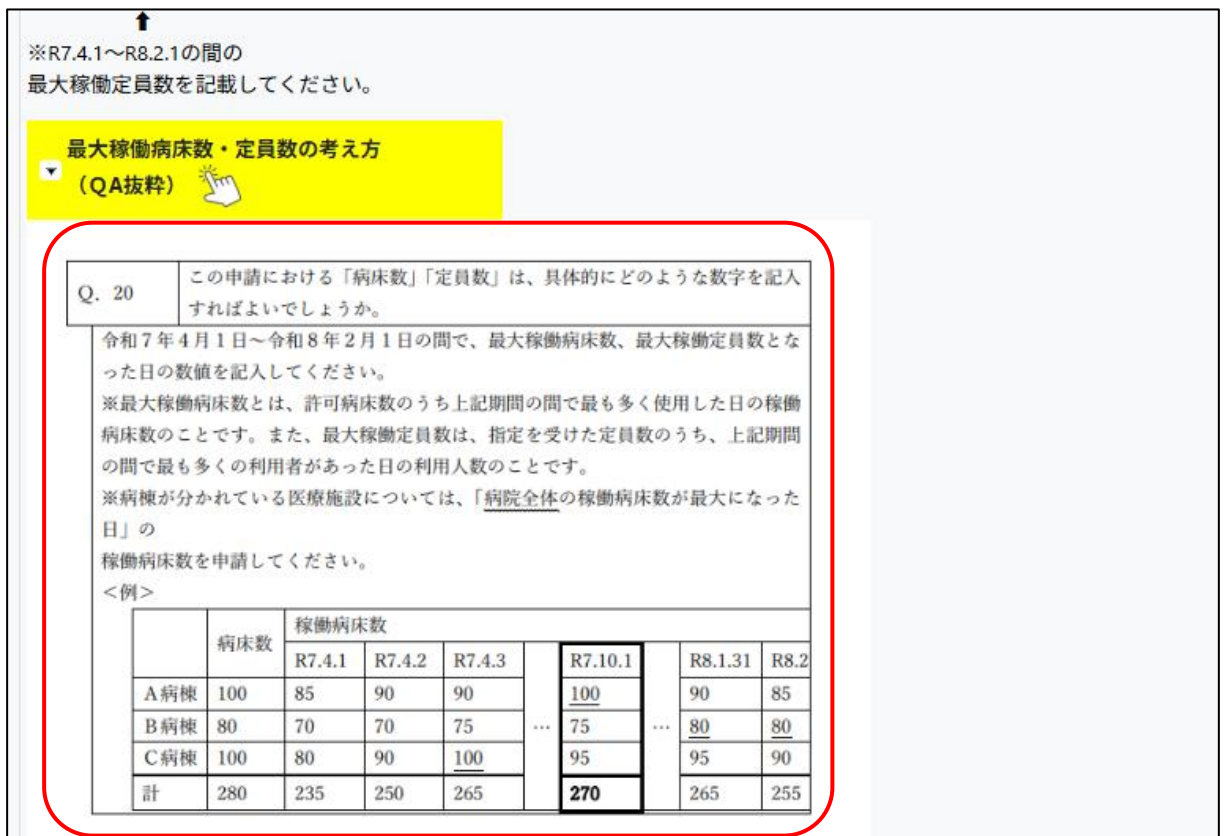 ※R7.4.1～R8.2.1の間の
最大稼働定員数を記載してください。
最大稼働病床数・定員数の考え方
（QA抜粋）
Q．20
この申請における「病床数」「定員数」は、具体的にどのような数字を記入
すればよいでしょうか。
令和７年４月１日～令和８年２月１日の間で、最大稼働病床数、最大稼働定員数とな
った日の数値を記入してください。
※最大稼働病床数とは、許可病床数のうち上記期間の間で最も多く使用した日の稼働
病床数のことです。また、最大稼働定員数は、指定を受けた定員数のうち、上記期間
の間で最も多くの利用者があった日の利用人数のことです。
※病棟が分かれている医療施設については、「病院全体の稼働病床数が最大になった
日」の
稼働病床数を申請してください。
＜例＞
病床数 稼働病床数
R7.4.1 R7.4.2 R7.4.3 R7.10.1 R8.1.31 R8.2
A病棟 100 85 90 90 100 90 85
B病棟 80 70 70 75 … 75 … 80 80
C病棟 100 80 90 100 95 95 90
計 280 235 250 265 270 265 255